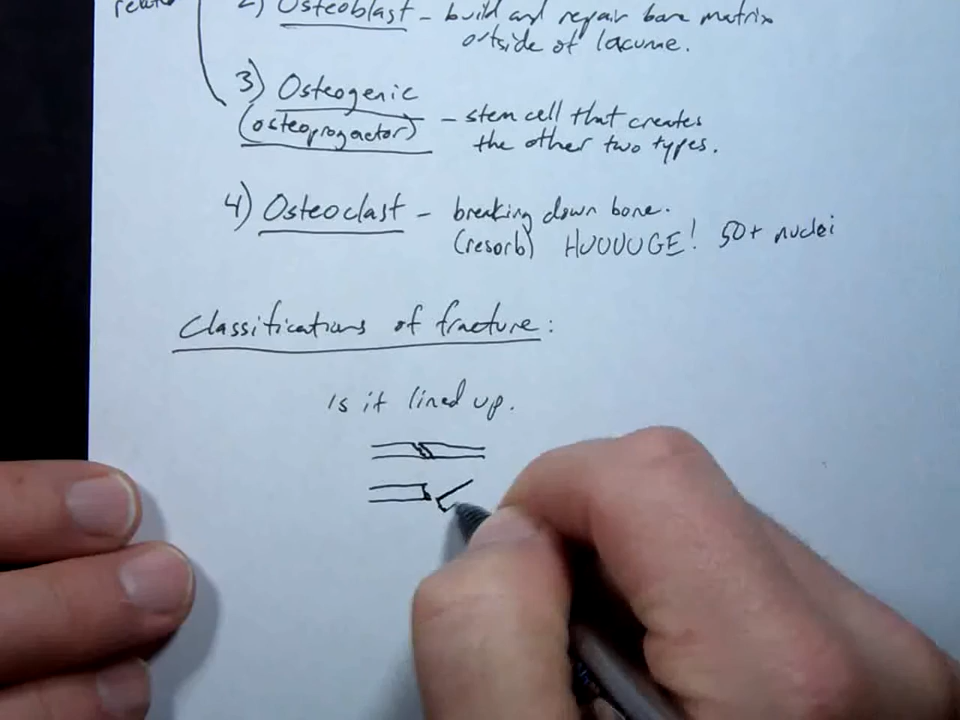 2) Osteoblast - build and repair bone matrix
outside of lacunae.
3) Osteogenic
(osteoprogactor) - stem cell that creates
the other two types.
4) Osteoclast - breaking down bone.
(resorb) HUUUUGE! 50+ nuclei
Classifications of fracture:
Is it lined up.